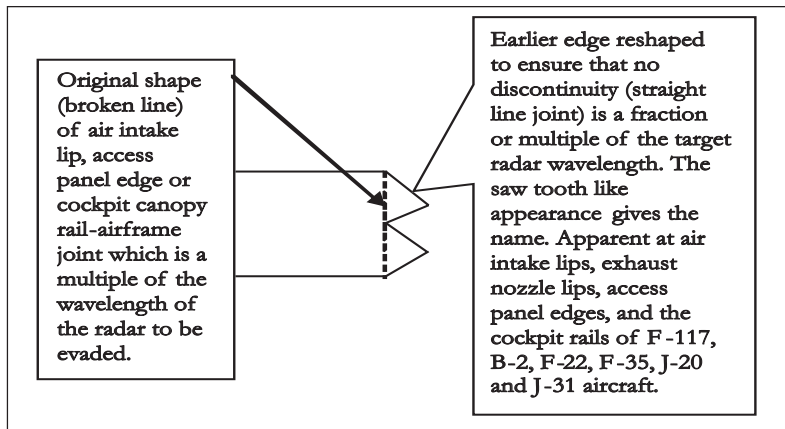 Original shape
(broken line)
of air intake
lip, access
panel edge or
cockpit canopy
rail-airframe
joint which is a
multiple of the
wavelength of
the radar to be
evaded.
Earlier edge reshaped
to ensure that no
discontinuity (straight
line joint) is a fraction
or multiple of the target
radar wavelength. The
saw tooth like
appearance gives the
name. Apparent at air
intake lips, exhaust
nozzle lips, access
panel edges, and the
cockpit rails of F-117,
B-2, F-22, F-35, J-20
and J-31 aircraft.